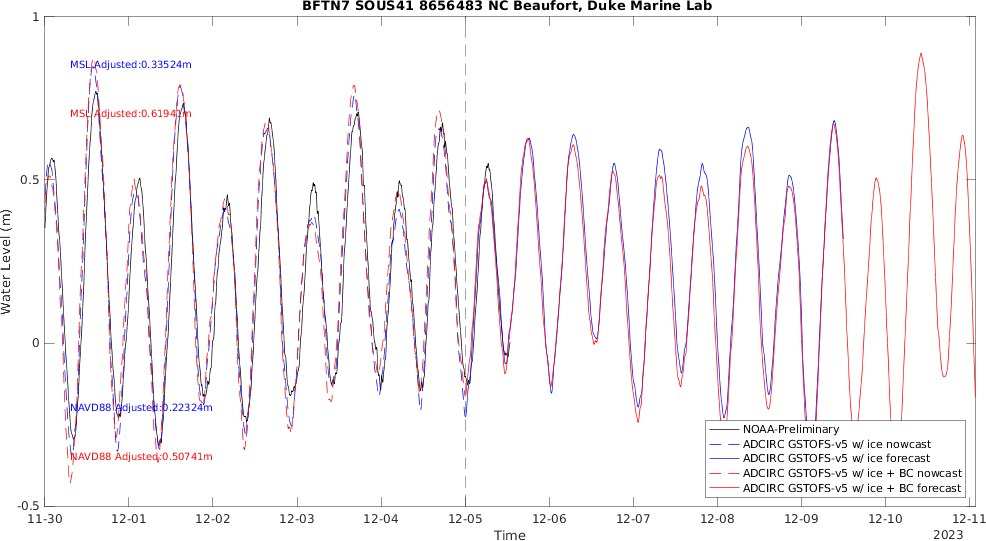 BFTN7 SOUS41 8656483 NC Beaufort, Duke Marine Lab
1
0.5
0
-0.5
Water Level (m)
MSL Adjusted:0.33524m
MSL Adjusted:0.61941m
NAVD88 Adjusted:0.22324m
NAVD88 Adjusted:0.50741m
NOAA-Preliminary
ADCIRC GSTOFS-v5 w/ ice nowcast
ADCIRC GSTOFS-v5 w/ ice forecast
ADCIRC GSTOFS-v5 w/ ice + BC nowcast
ADCIRC GSTOFS-v5 w/ ice + BC forecast
11-30 12-01 12-02 12-03 12-04 12-05 12-06 12-07 12-08 12-09 12-10 12-11
Time
2023